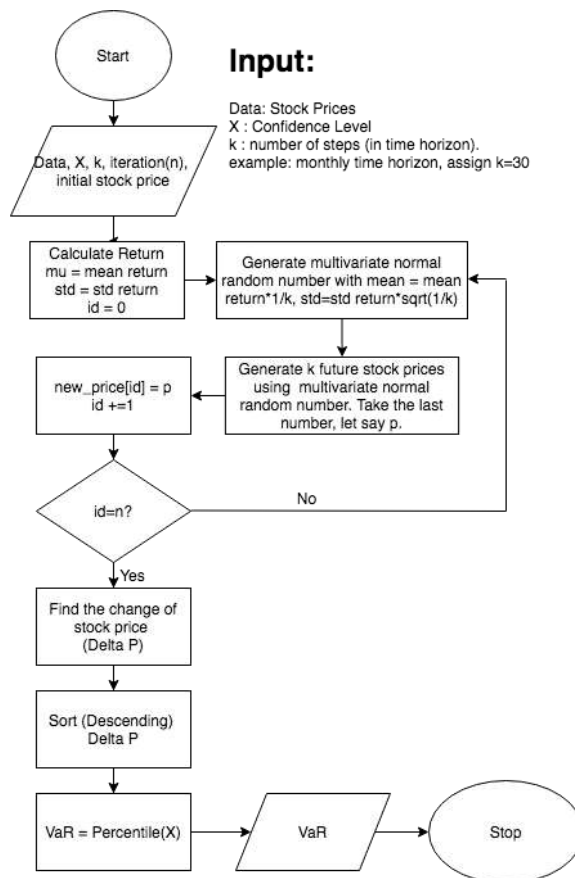 Start
Input:
Data: Stock Prices
X : Confidence Level
k : number of steps (in time horizon).
example: monthly time horizon, assign k=30
Data, X, k, iteration(n),
initial stock price
Calculate Return
mu = mean return
std = std return
id = 0
Generate multivariate normal
random number with mean = mean
return*1/k, std=std return*sqrt(1/k)
Generate k future stock prices
using multivariate normal
random number. Take the last
number, let say p.
new_price[id] = p
id +=1
id=n?
No
Yes
Find the change of
stock price
(Delta P)
Sort (Descending)
Delta P
VaR = Percentile(X)
VaR
Stop